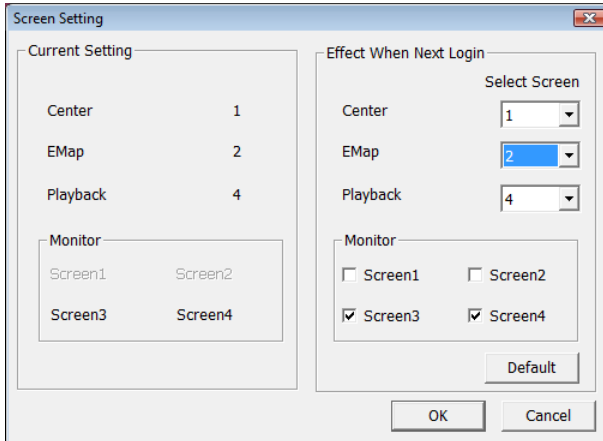 Screen Setting
Current Setting
Center 1
EMap 2
Playback 4
Monitor
Screen1 Screen2
Screen3 Screen4
Effect When Next Login
Select Screen
Center 1
EMap 2
Playback 4
Monitor
Screen1 Screen2
Screen3 Screen4
Default
OK Cancel